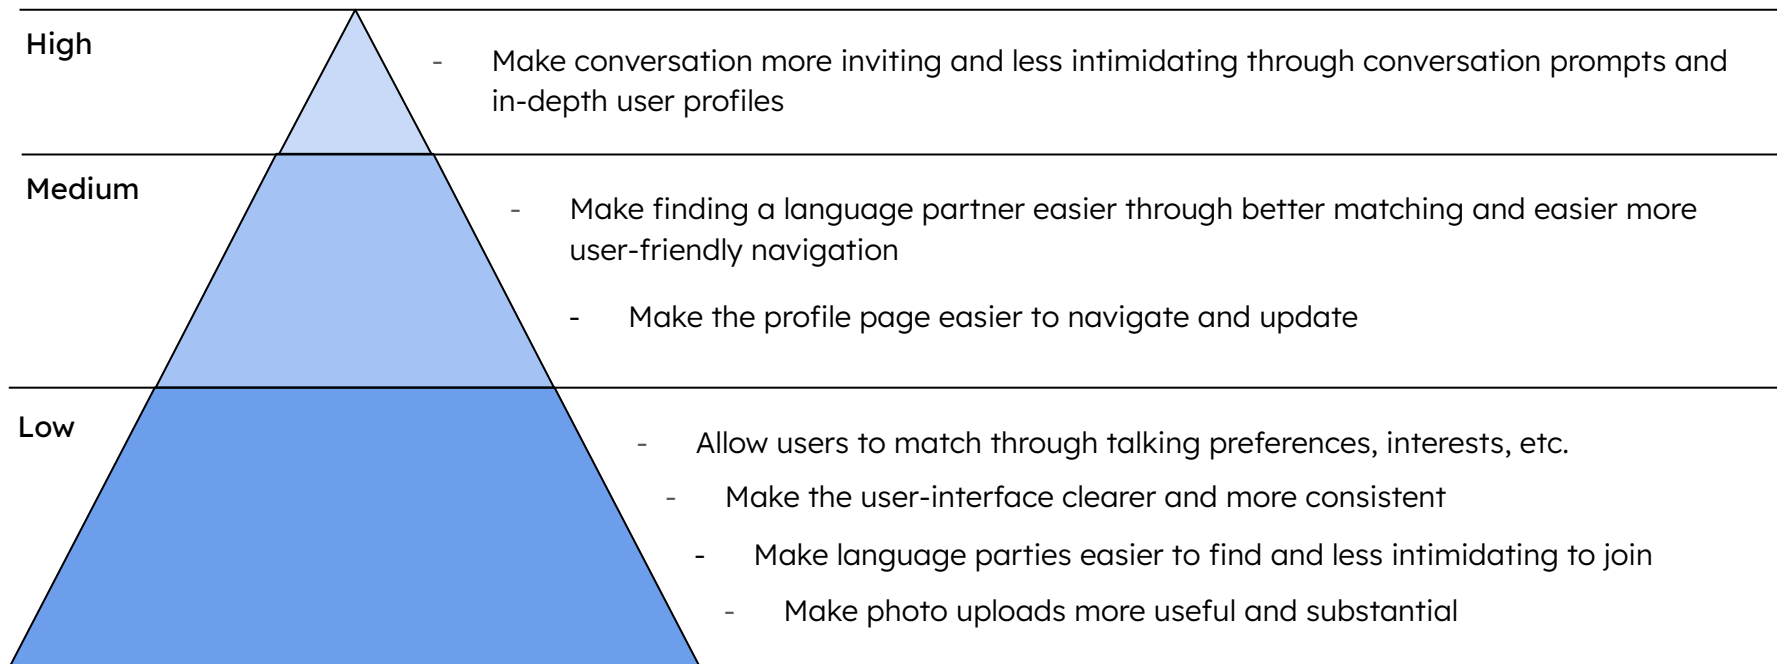 High
- Make conversation more inviting and less intimidating through conversation prompts and
in-depth user profiles
Medium
- Make finding a language partner easier through better matching and easier more
user-friendly navigation
- Make the profile page easier to navigate and update
Low
- Allow users to match through talking preferences, interests, etc.
- Make the user-interface clearer and more consistent
- Make language parties easier to find and less intimidating to join
- Make photo uploads more useful and substantial